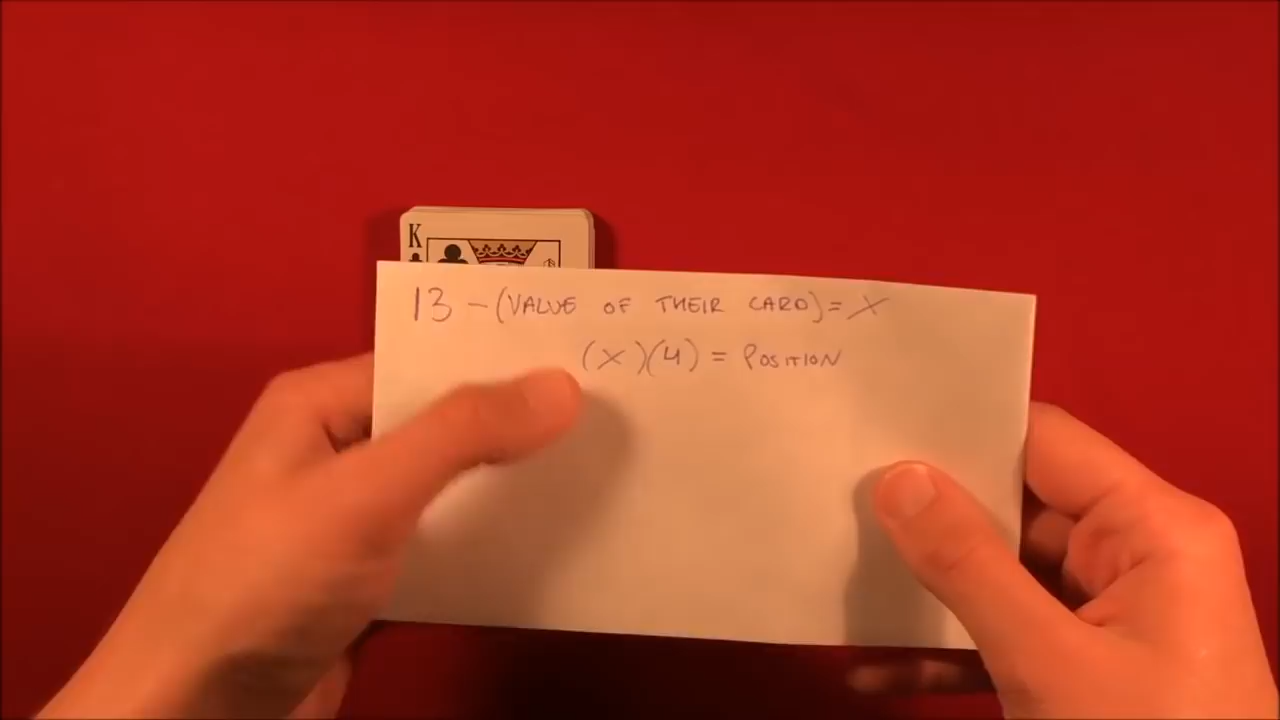 K
13 - (VALUE OF THEIR CARD) = X
(X)(4) = POSITION